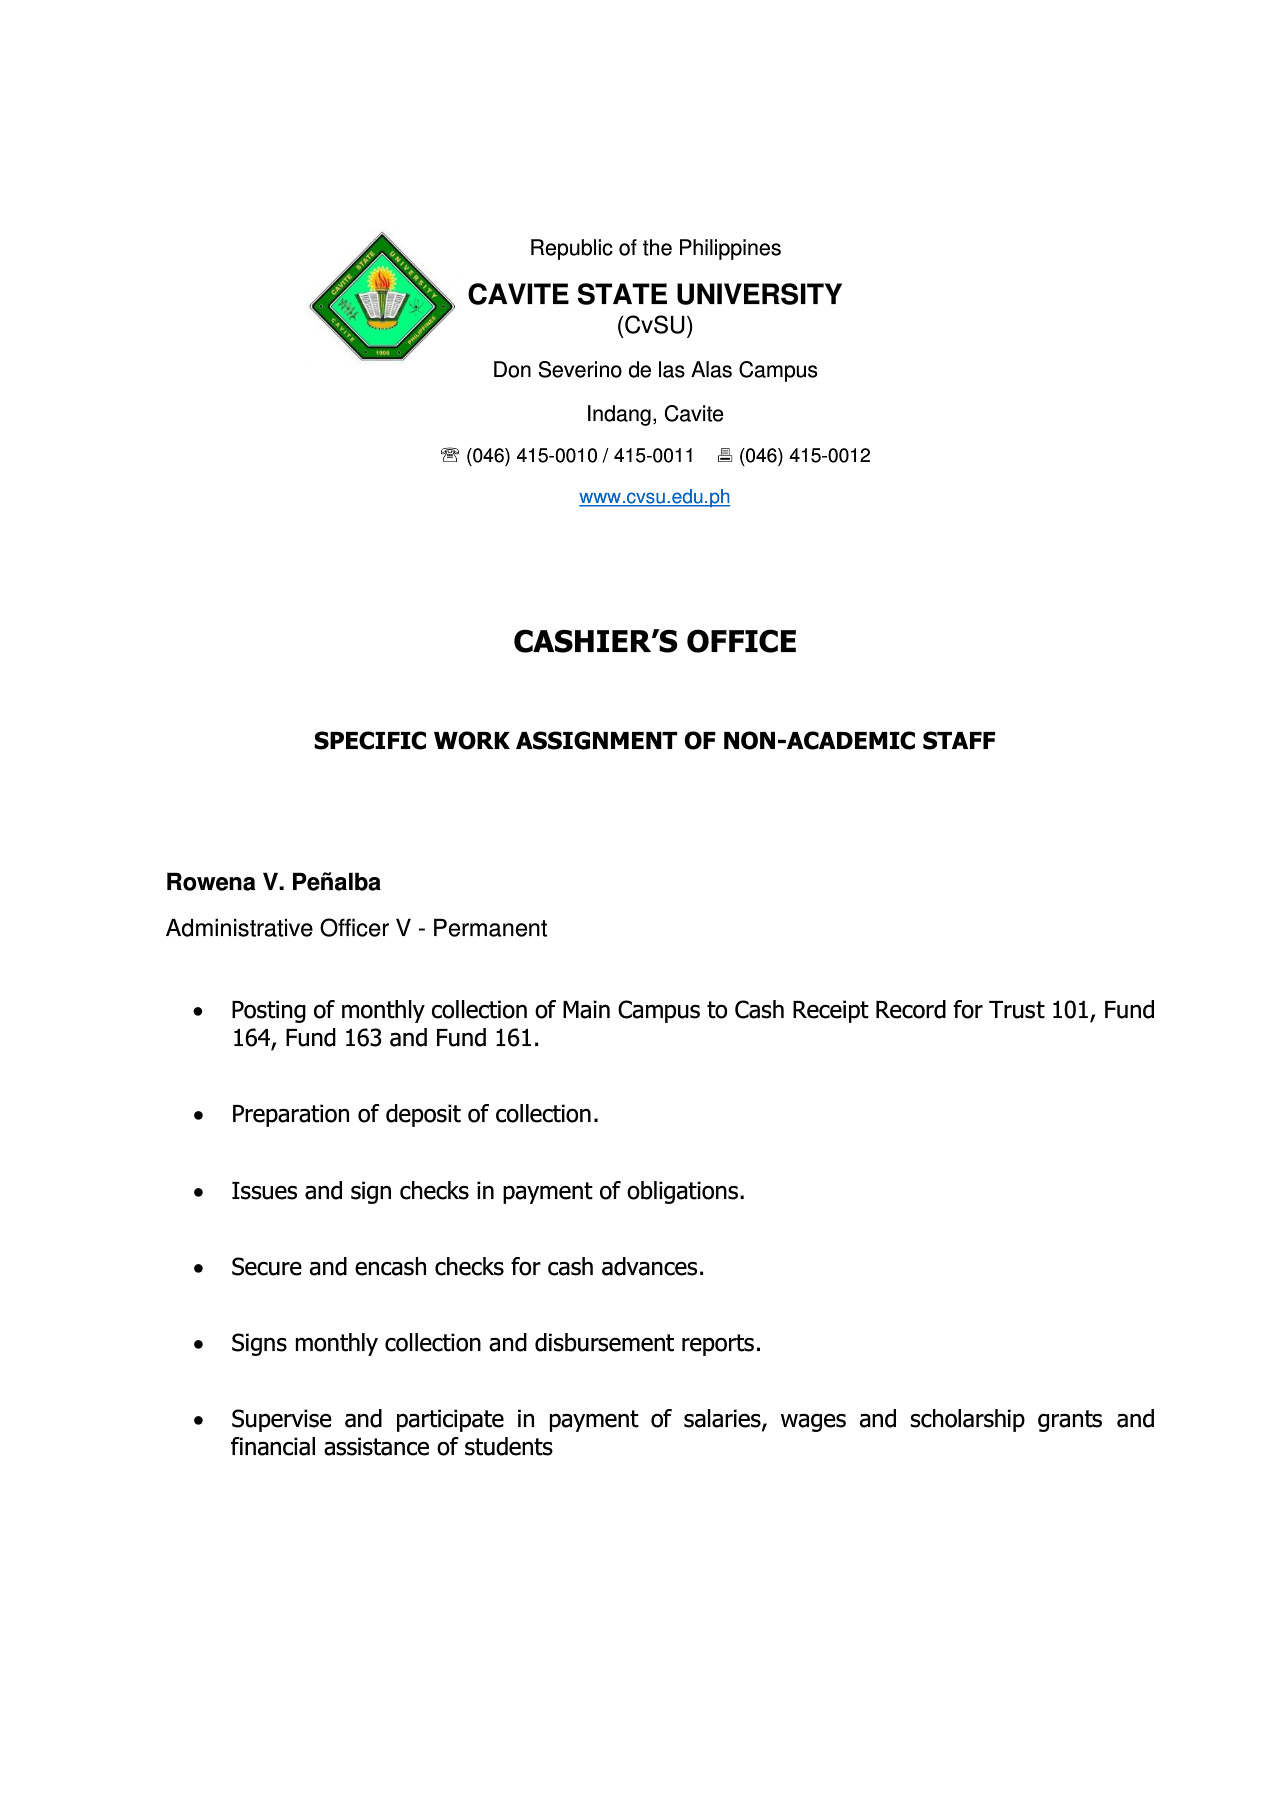 Republic of the Philippines
CAVITE STATE UNIVERSITY
(CvSU)
Don Severino de las Alas Campus
Indang, Cavite
☏ (046) 415-0010 / 415-0011 🖷 (046) 415-0012
www.cvsu.edu.ph
CAVITE STATE UNIVERSITY
CAVITE PHILIPPINES
1906
CASHIER’S OFFICE
SPECIFIC WORK ASSIGNMENT OF NON-ACADEMIC STAFF
Rowena V. Peñalba
Administrative Officer V - Permanent
• Posting of monthly collection of Main Campus to Cash Receipt Record for Trust 101, Fund
164, Fund 163 and Fund 161.
• Preparation of deposit of collection.
• Issues and sign checks in payment of obligations.
• Secure and encash checks for cash advances.
• Signs monthly collection and disbursement reports.
• Supervise and participate in payment of salaries, wages and scholarship grants and
financial assistance of students